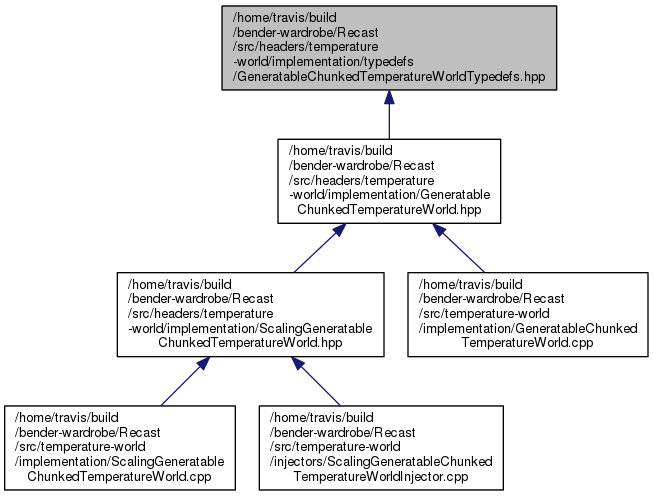 /home/travis/build
/bender-wardrobe/Recast
/src/headers/temperature
-world/implementation/typedefs
/GeneratableChunkedTemperatureWorldTypedefs.hpp
/home/travis/build
/bender-wardrobe/Recast
/src/headers/temperature
-world/implementation/Generatable
ChunkedTemperatureWorld.hpp
/home/travis/build
/bender-wardrobe/Recast
/src/headers/temperature
-world/implementation/ScalingGeneratable
ChunkedTemperatureWorld.hpp
/home/travis/build
/bender-wardrobe/Recast
/src/temperature-world
/implementation/GeneratableChunked
TemperatureWorld.cpp
/home/travis/build
/bender-wardrobe/Recast
/src/temperature-world
/implementation/ScalingGeneratable
ChunkedTemperatureWorld.cpp
/home/travis/build
/bender-wardrobe/Recast
/src/temperature-world
/injectors/ScalingGeneratableChunked
TemperatureWorldInjector.cpp